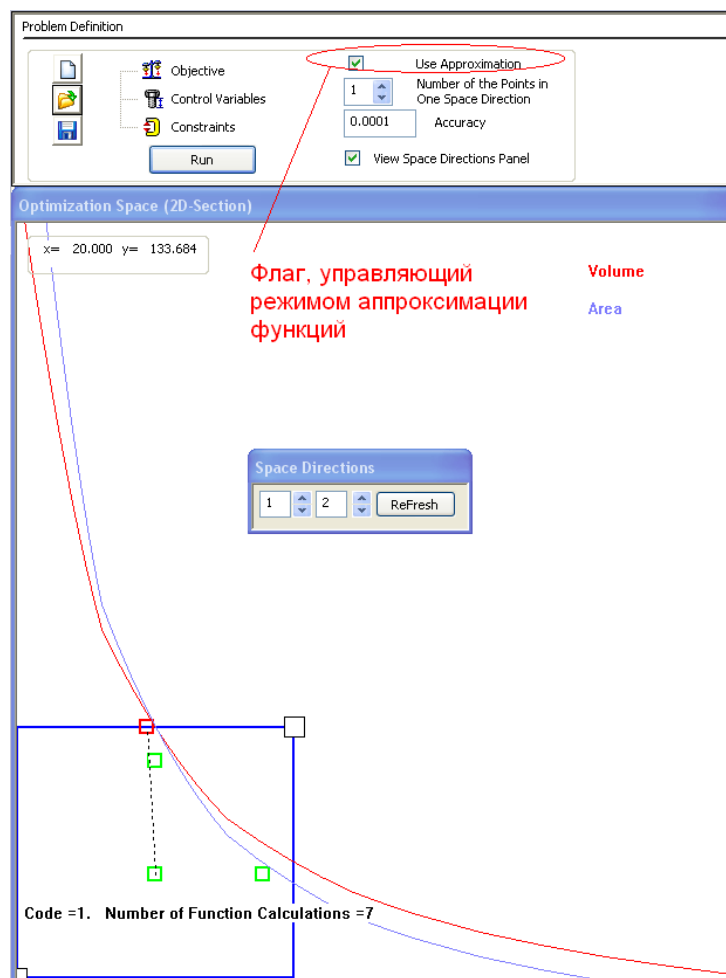 Problem Definition
Objective
Use Approximation
Control Variables
1
Number of the Points in
One Space Direction
Constraints
0.0001
Accuracy
Run
View Space Directions Panel
Optimization Space (2D-Section)
x= 20.000 y= 133.684
Флаг, управляющий
режимом аппроксимации
функций
Volume
Area
Space Directions
1 2 ReFresh
Code =1. Number of Function Calculations =7